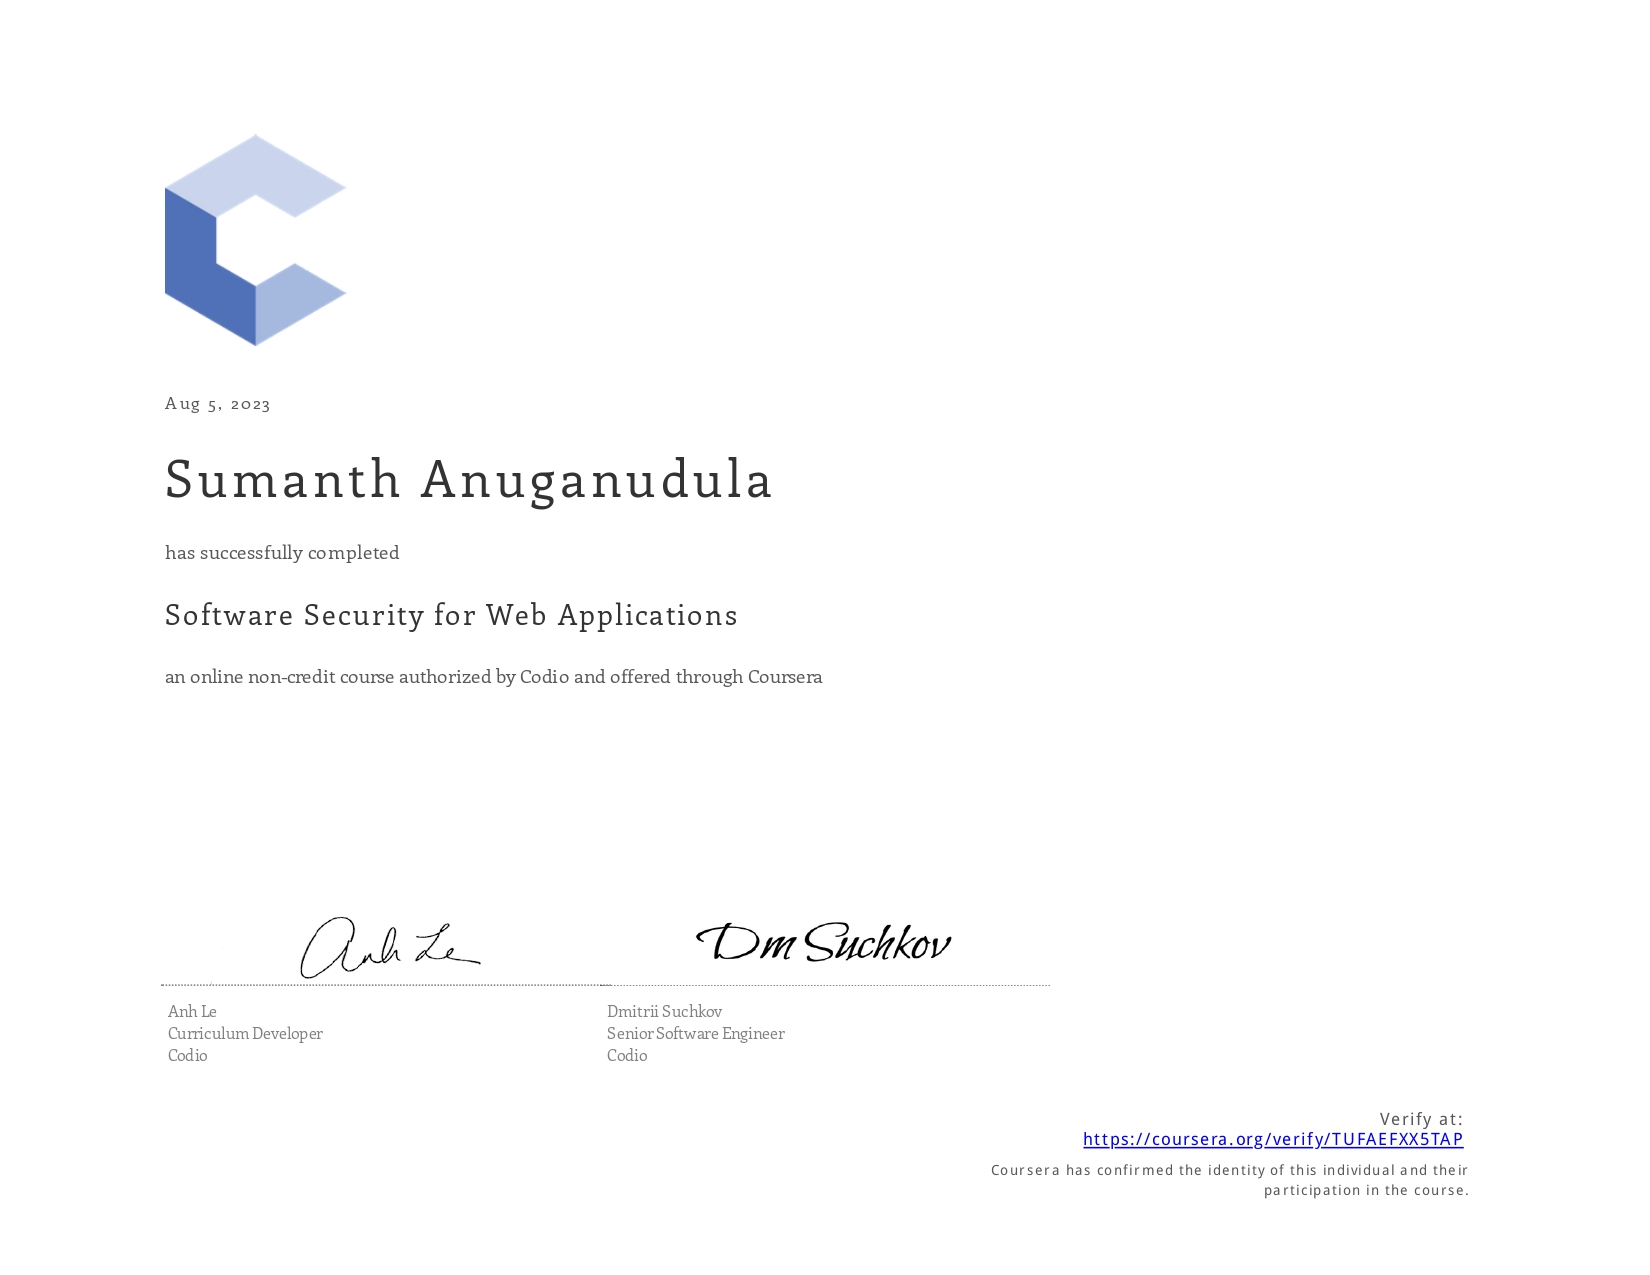 Aug 5, 2023
Sumanth Anuganudula
has successfully completed
Software Security for Web Applications
an online non-credit course authorized by Codio and offered through Coursera
Anh Le
Dm Suchkov
Anh Le
Curriculum Developer
Codio
Dmitrii Suchkov
Senior Software Engineer
Codio
Verify at:
https://coursera.org/verify/TUFAEFXX5TAP
Coursera has confirmed the identity of this individual and their
participation in the course.